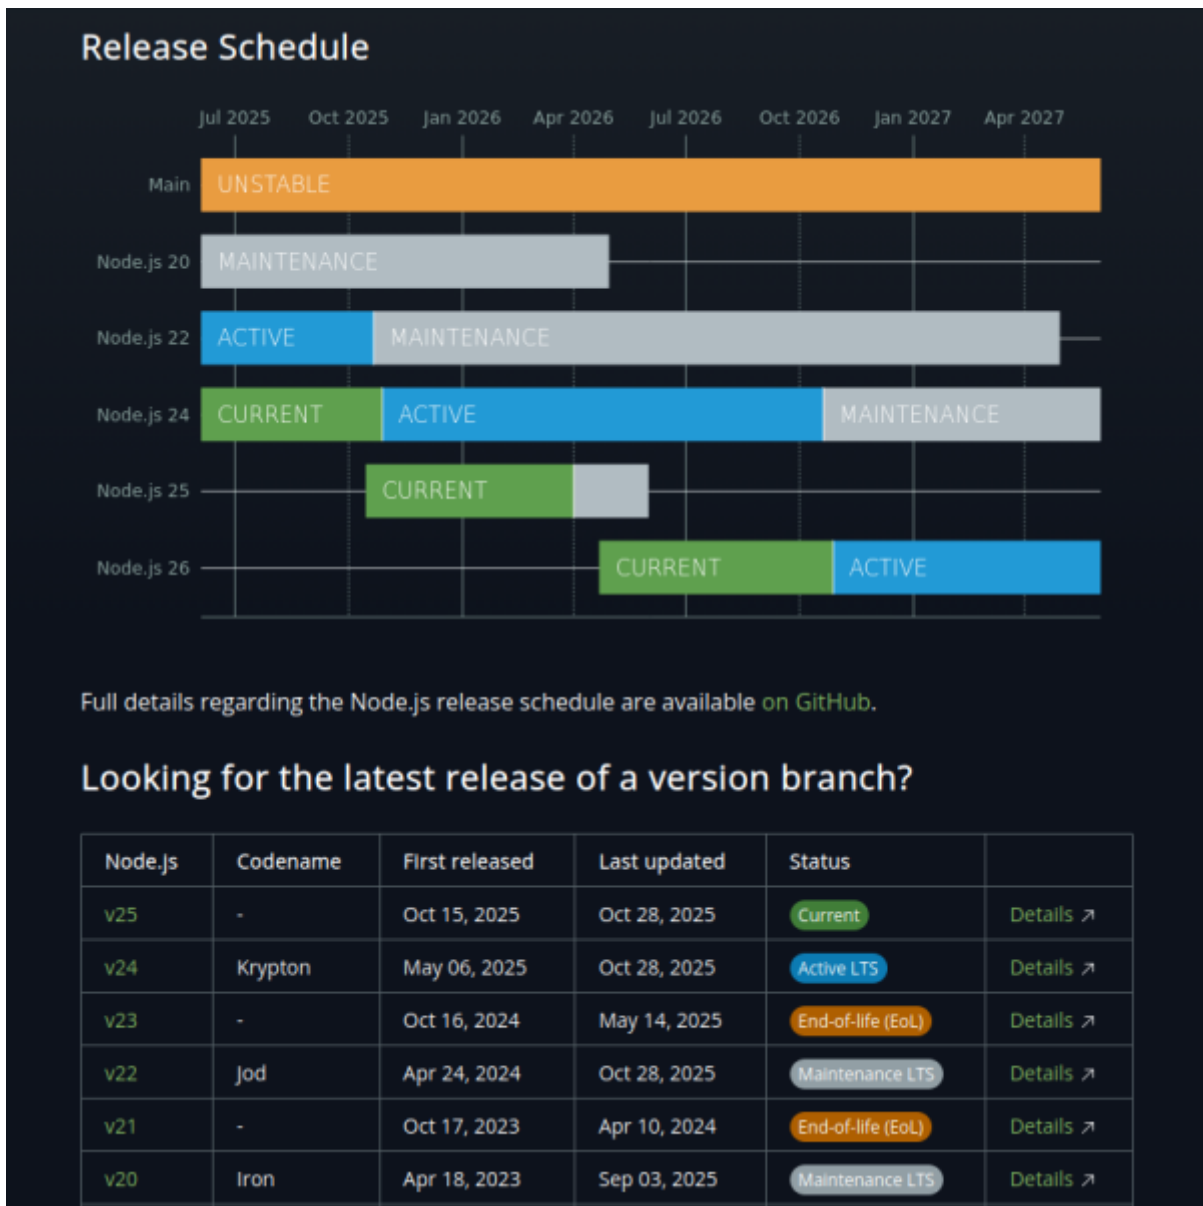 Release Schedule
Jul 2025 Oct 2025 Jan 2026 Apr 2026 Jul 2026 Oct 2026 Jan 2027 Apr 2027
Main UNSTABLE
Node.js 20 MAINTENANCE
Node.js 22 ACTIVE MAINTENANCE
Node.js 24 CURRENT ACTIVE MAINTENANCE
Node.js 25 CURRENT
Node.js 26 CURRENT ACTIVE
Full details regarding the Node.js release schedule are available on GitHub.
Looking for the latest release of a version branch?
Node.js Codename First released Last updated Status
v25 - Oct 15, 2025 Oct 28, 2025 Current Details ↗
v24 Krypton May 06, 2025 Oct 28, 2025 Active LTS Details ↗
v23 - Oct 16, 2024 May 14, 2025 End-of-life (EoL) Details ↗
v22 Jod Apr 24, 2024 Oct 28, 2025 Maintenance LTS Details ↗
v21 - Oct 17, 2023 Apr 10, 2024 End-of-life (EoL) Details ↗
v20 Iron Apr 18, 2023 Sep 03, 2025 Maintenance LTS Details ↗